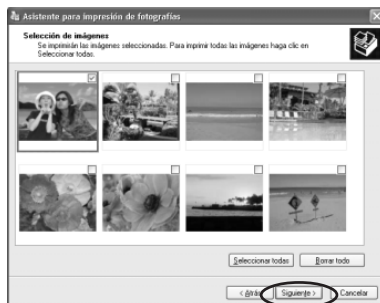 Asistente para impresión de fotografías
Selección de imágenes
Se imprimirán las imágenes seleccionadas. Para imprimir todas las imágenes haga clic en
Seleccionar todas.
Seleccionar todas
Borrar todo
< Atrás
Siguiente >
Cancelar